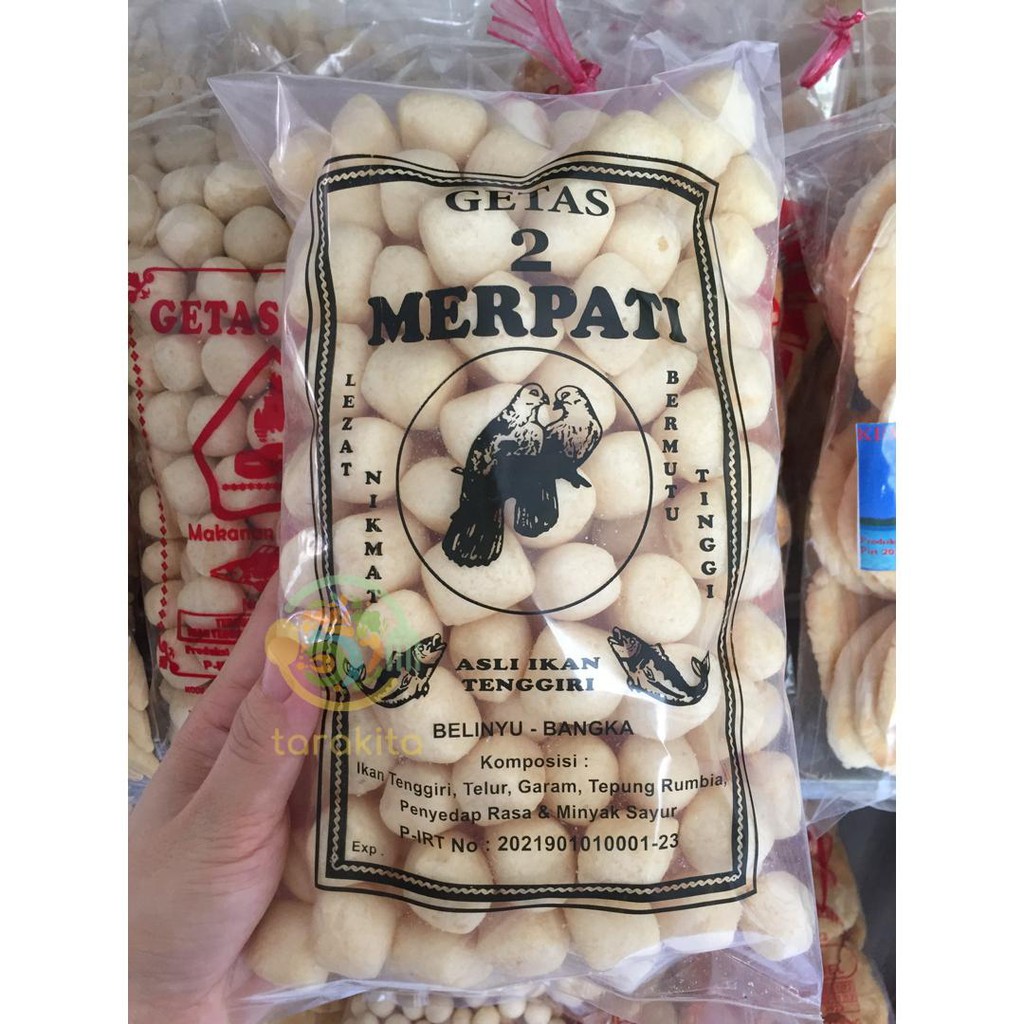 GETAS
2
MERPATI
LEZAT
NIKMAT
BERMUTU
TINGGI
ASLI IKAN
TENGGIRI
BELINYU - BANGKA
Komposisi :
Ikan Tenggiri, Telur, Garam, Tepung Rumbia,
Penyedap Rasa & Minyak Sayur
P-IRT No : 2021901010001-23
Exp .
tarakita
GETAS
Makanan
Produksi